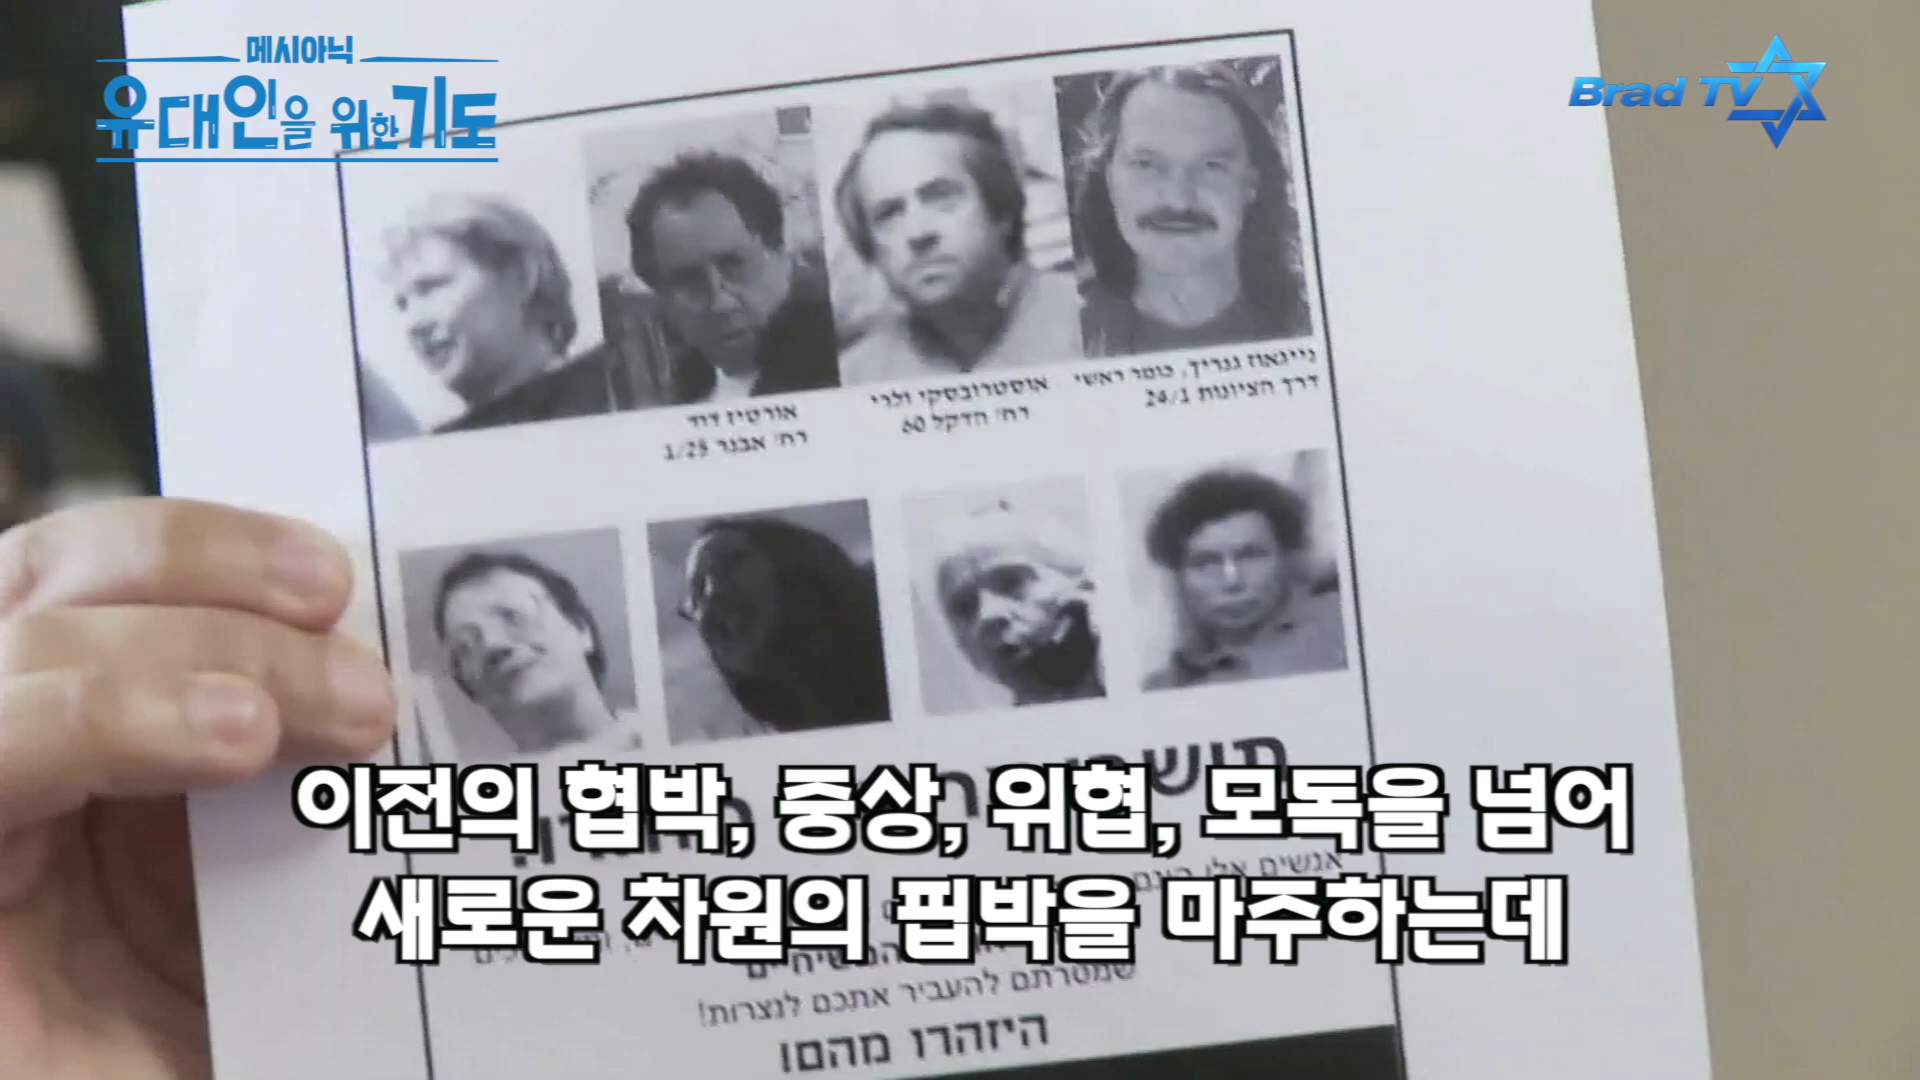 메시아닉
유대인을 위한 기도
Brad TV
נייגאוז גנריך, כומר ראשי
דרך הציונות 24/1
אוסטרובסקי ולרי
רח' הדקל 60
אורטיז דוד
רח' אבנר 1/25
이전의 협박, 중상, 위협, 모독을 넘어
אנשים אלו
새로운 차원의 핍박을 마주하는데
המשיחיים
שמטרתם להעביר אתכם לנצרות!
היזהרו מהם!